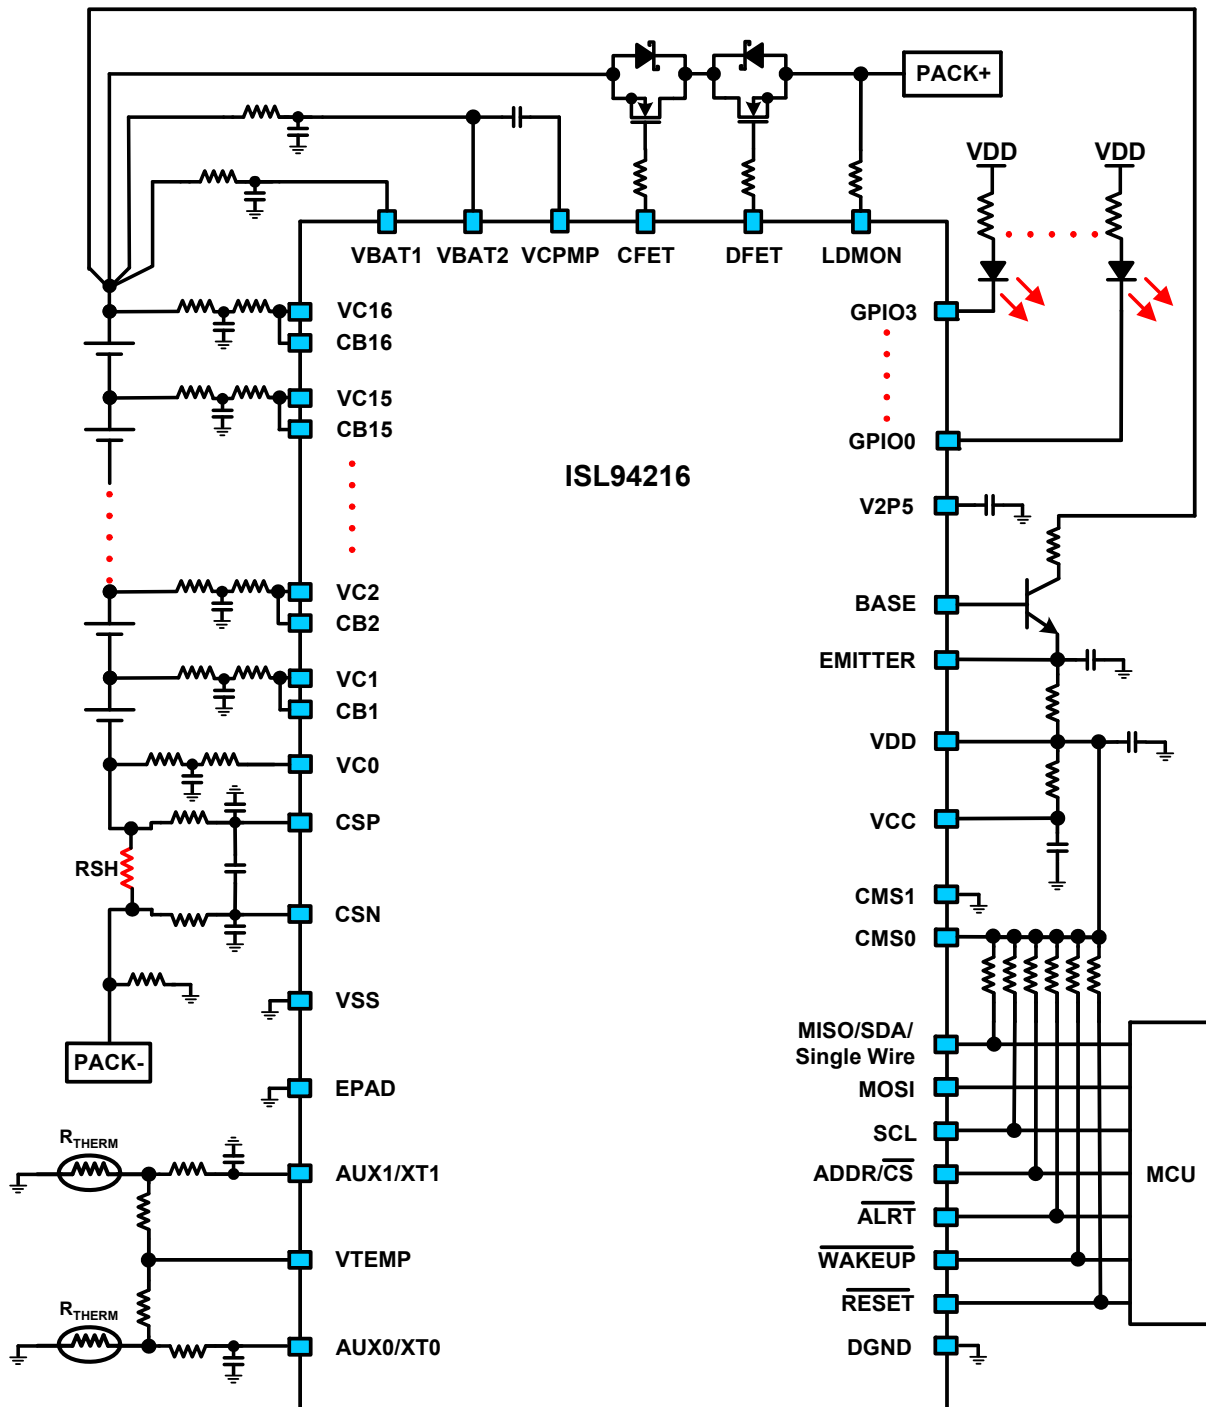 PACK+
VDD
VDD
VBAT1
VBAT2
VCPMP
CFET
DFET
LDMON
VC16
CB16
VC15
CB15
ISL94216
VC2
CB2
VC1
CB1
VC0
CSP
RSH
CSN
VSS
PACK-
EPAD
RTHERM
AUX1/XT1
VTEMP
RTHERM
AUX0/XT0
GPIO3
GPIO0
V2P5
BASE
EMITTER
VDD
VCC
CMS1
CMS0
MISO/SDA/
Single Wire
MOSI
SCL
ADDR/CS
ALRT
WAKEUP
RESET
DGND
MCU